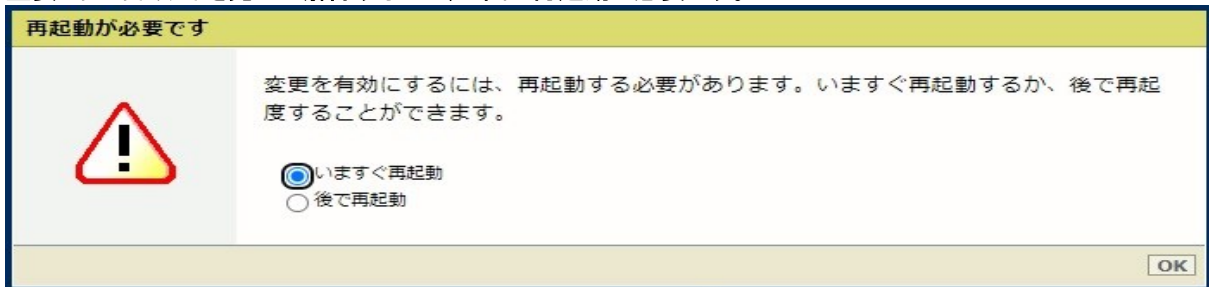 再起動が必要です
変更を有効にするには、再起動する必要があります。いますぐ再起動するか、後で再起
度することができます。
いますぐ再起動
後で再起動
OK